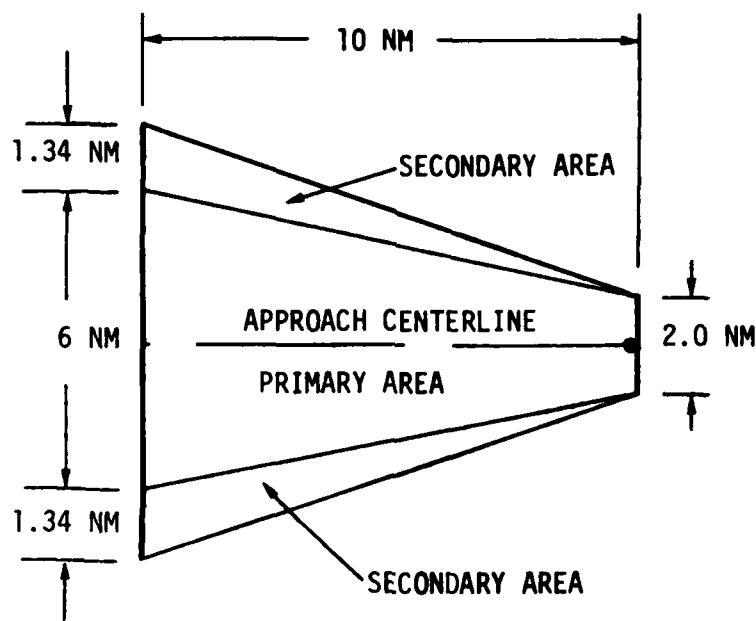 10 NM
1.34 NM
SECONDARY AREA
6 NM
APPROACH CENTERLINE
2.0 NM
PRIMARY AREA
1.34 NM
SECONDARY AREA